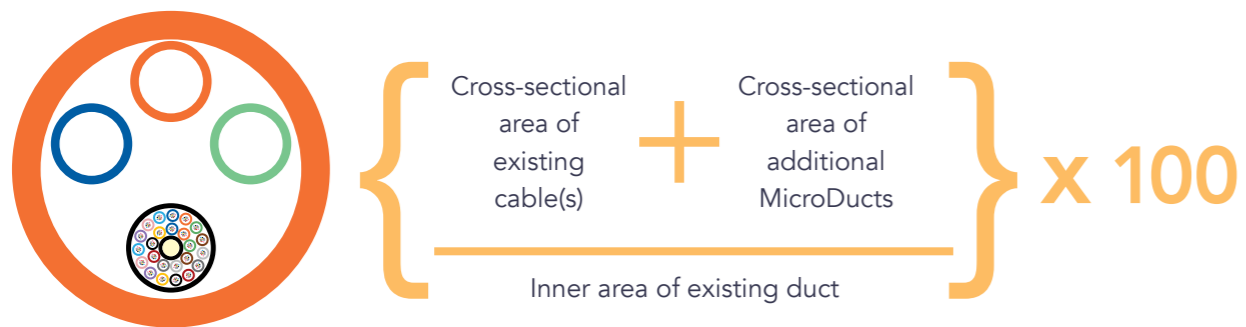 Cross-sectional
area of
existing
cable(s)
+
Cross-sectional
area of
additional
MicroDucts
Inner area of existing duct
x 100